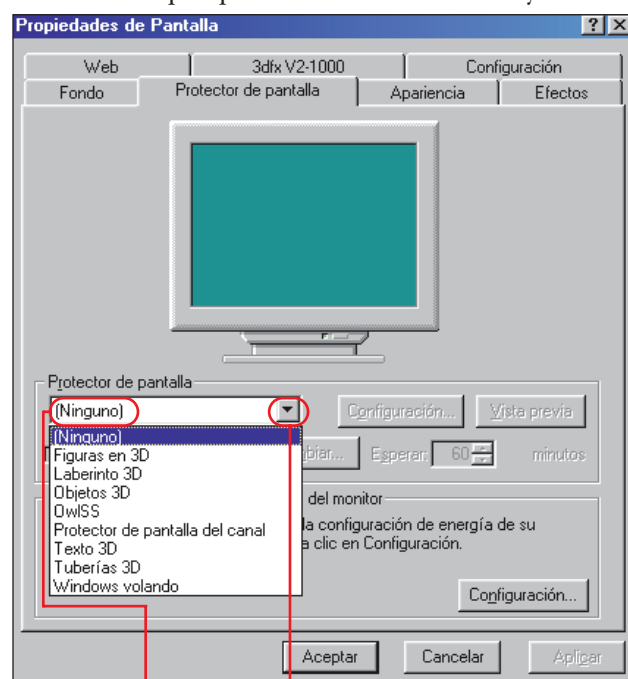 Propiedades de Pantalla
Web 3dfx V2-1000 Configuración
Fondo Protector de pantalla Apariencia Efectos
Protector de pantalla
(Ninguno) Configuración... Vista previa
(Ninguno)
Figuras en 3D
Laberinto 3D
Objetos 3D
OwlSS
Protector de pantalla del canal
Texto 3D
Tuberías 3D
Windows volando
Esperar: 60 minutos
del monitor
la configuración de energía de su
clic en Configuración.
Configuración...
Aceptar Cancelar Aplicar